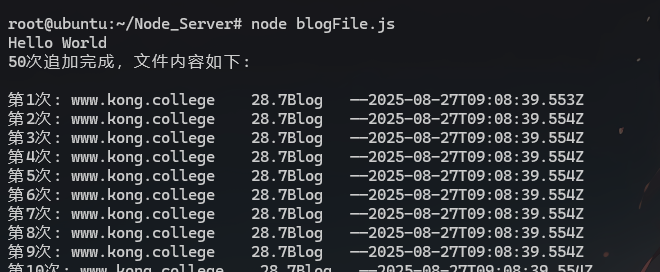 root@ubuntu:~/Node_Server# node blogFile.js
Hello World
50次追加完成，文件内容如下：
第1次: www.kong.college    28.7Blog   ——2025-08-27T09:08:39.553Z
第2次: www.kong.college    28.7Blog   ——2025-08-27T09:08:39.554Z
第3次: www.kong.college    28.7Blog   ——2025-08-27T09:08:39.554Z
第4次: www.kong.college    28.7Blog   ——2025-08-27T09:08:39.554Z
第5次: www.kong.college    28.7Blog   ——2025-08-27T09:08:39.554Z
第6次: www.kong.college    28.7Blog   ——2025-08-27T09:08:39.554Z
第7次: www.kong.college    28.7Blog   ——2025-08-27T09:08:39.554Z
第8次: www.kong.college    28.7Blog   ——2025-08-27T09:08:39.554Z
第9次: www.kong.college    28.7Blog   ——2025-08-27T09:08:39.554Z
第10次: www.kong.college    28.7Blog   ——2025-08-27T09:08:39.554Z